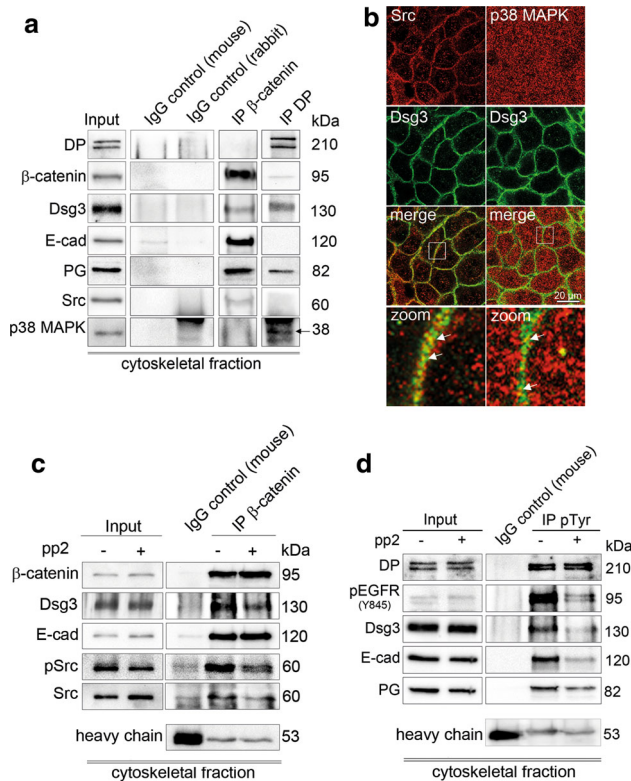 a
Input
IgG control (mouse)
IgG control (rabbit)
IP β-catenin
IP DP
kDa
DP
210
β-catenin
95
Dsg3
130
E-cad
120
PG
82
Src
60
p38 MAPK
38
cytoskeletal fraction
b
Src
p38 MAPK
Dsg3
Dsg3
merge
merge
20 µm
zoom
zoom
c
IgG control (mouse)
IP β-catenin
Input
pp2 - + - + kDa
β-catenin
95
Dsg3
130
E-cad
120
pSrc
60
Src
60
heavy chain
53
cytoskeletal fraction
d
IgG control (mouse)
Input
IP pTyr
pp2 - + - + kDa
DP
210
pEGFR
(Y845)
95
Dsg3
130
E-cad
120
PG
82
heavy chain
53
cytoskeletal fraction